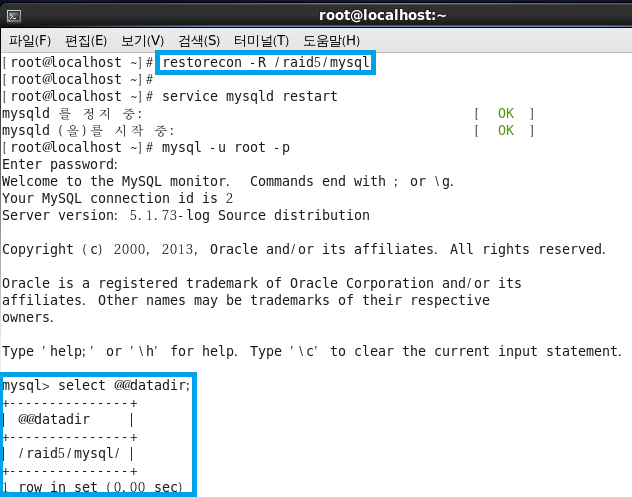 root@localhost:~
파일(F) 편집(E) 보기(V) 검색(S) 터미널(T) 도움말(H)
[root@localhost ~]# restorecon -R /raid5/mysql
[root@localhost ~]#
[root@localhost ~]# service mysqld restart
mysqld 를 정지 중: [ OK ]
mysqld (을)를 시작 중: [ OK ]
[root@localhost ~]# mysql -u root -p
Enter password:
Welcome to the MySQL monitor.  Commands end with ; or \g.
Your MySQL connection id is 2
Server version: 5.1.73-log Source distribution
Copyright (c) 2000, 2013, Oracle and/or its affiliates. All rights reserved.
Oracle is a registered trademark of Oracle Corporation and/or its
affiliates. Other names may be trademarks of their respective
owners.
Type 'help;' or '\h' for help. Type '\c' to clear the current input statement.
mysql> select @@datadir;
+---------------+
| @@datadir     |
+---------------+
| /raid5/mysql/ |
+---------------+
1 row in set (0.00 sec)